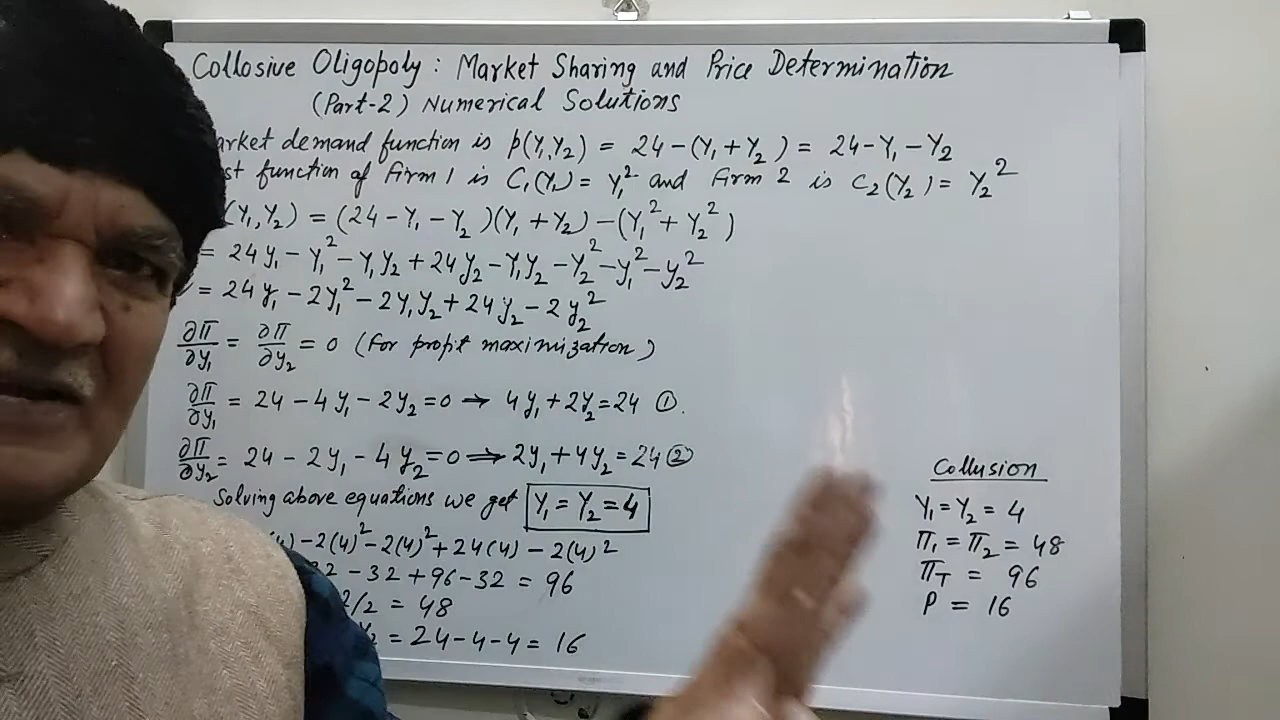 Collosive Oligopoly : Market Sharing and Price Determination
(Part-2) Numerical Solutions
arket demand function is p(Y₁,Y₂) = 24-(Y₁+Y₂) = 24-Y₁-Y₂
st function of Firm 1 is C₁(Y₁) = Y₁² and Firm 2 is C₂(Y₂) = Y₂²
(Y₁,Y₂) = (24-Y₁-Y₂)(Y₁+Y₂)-(Y₁²+Y₂²)
= 24y₁-Y₁²-Y₁Y₂+24y₂-Y₁Y₂-Y₂²-y₁²-y₂²
= 24y₁-2y₁²-2y₁y₂+24y₂-2y₂²
∂π/∂y₁ = ∂π/∂y₂ = 0 (For profit maximization)
∂π/∂y₁ = 24-4y₁-2y₂=0 → 4y₁+2y₂=24 ①.
∂π/∂y₂ = 24-2y₁-4y₂=0 ⟹ 2y₁+4y₂=24 ②
Solving above equations we get Y₁=Y₂=4
4)-2(4)²-2(4)²+24(4)-2(4)²
32-32+96-32 = 96
/2 = 48
Y₂ = 24-4-4 = 16
Collusion
Y₁=Y₂ = 4
π₁=π₂ = 48
π_T = 96
P = 16